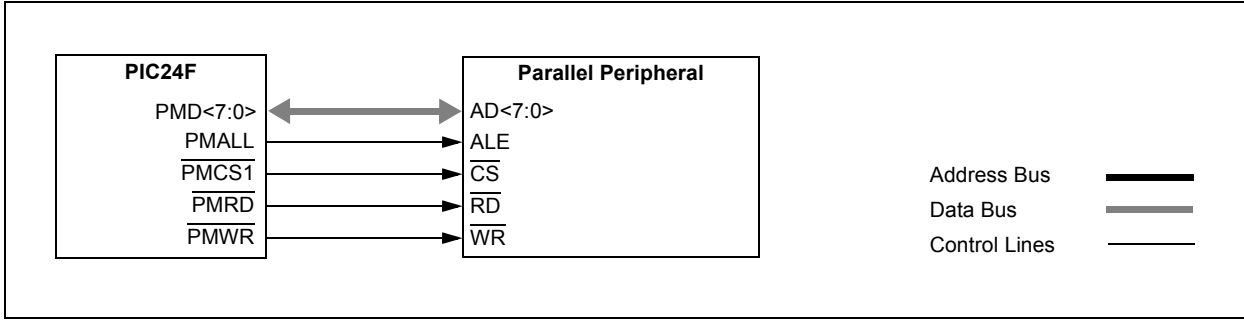 PIC24F
PMD<7:0>
PMALL
PMCS1
PMRD
PMWR
Parallel Peripheral
AD<7:0>
ALE
CS
RD
WR
Address Bus
Data Bus
Control Lines